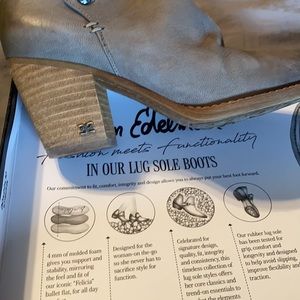 Edel
Fashion meets Functionality
IN OUR LUG SOLE BOOTS
Our commitment to fit, comfort, integrity and design allows you to always put your best foot forward.
4 mm of molded foam
gives you support and
stability, mirroring
the feel and fit of
our iconic "Felicia"
ballet flat, for all day
Designed for the
woman-on-the-go
who never has to
sacrifice style for
function.
Celebrated for
signature design,
quality, fit, integrity
and consistency, this
timeless collection of
lug sole styles offers
her core classics and
trend-on essentials to
Our rubber lug sole
has been tested for
grip, comfort and
longevity and designed
to help avoid slipping,
improve flexibility and
traction.